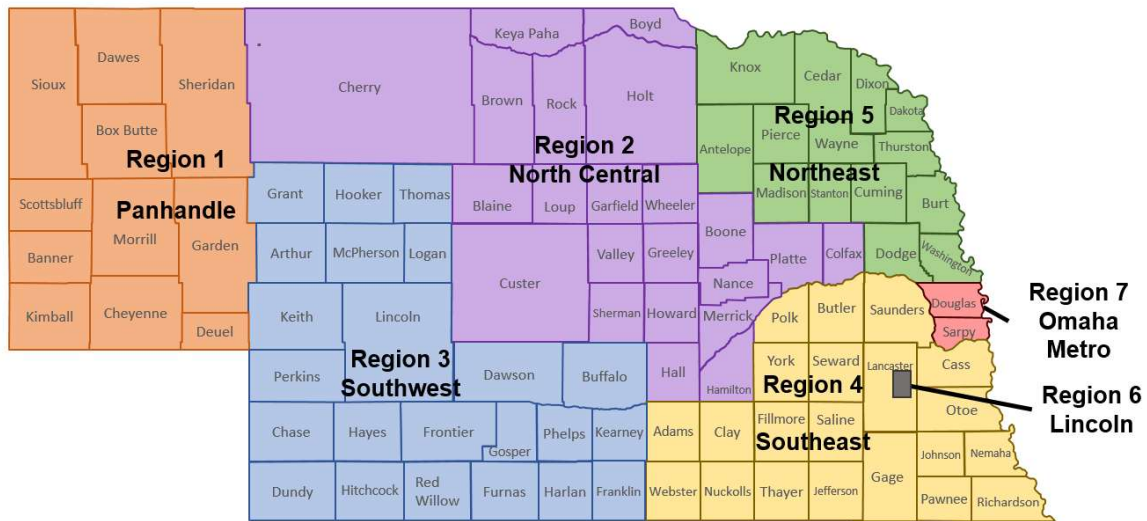 Boyd
Keya Paha
Dawes
Knox
Cedar
Sioux
Sheridan
Cherry
Dixon
Brown
Rock
Holt
Dakota
Region 5
Box Butte
Pierce
Wayne
Thurston
Region 1
Region 2
Antelope
North Central
Northeast
Grant
Hooker
Thomas
Madison
Stanton
Cuming
Scottsbluff
Panhandle
Blaine
Loup
Garfield
Wheeler
Burt
Morrill
Garden
Boone
Banner
Arthur
McPherson
Logan
Valley
Greeley
Platte
Colfax
Dodge
Washington
Custer
Nance
Region 7
Omaha
Metro
Douglas
Kimball
Cheyenne
Keith
Lincoln
Sherman
Howard
Merrick
Polk
Butler
Saunders
Deuel
Sarpy
Region 3
Southwest
Perkins
Dawson
Buffalo
Hall
Hamilton
York
Seward
Lancaster
Cass
Region 4
Region 6
Lincoln
Otoe
Chase
Hayes
Frontier
Gosper
Phelps
Kearney
Adams
Clay
Fillmore
Saline
Southeast
Johnson
Nemaha
Dundy
Hitchcock
Red
Willow
Furnas
Harlan
Franklin
Webster
Nuckolls
Thayer
Jefferson
Gage
Pawnee
Richardson